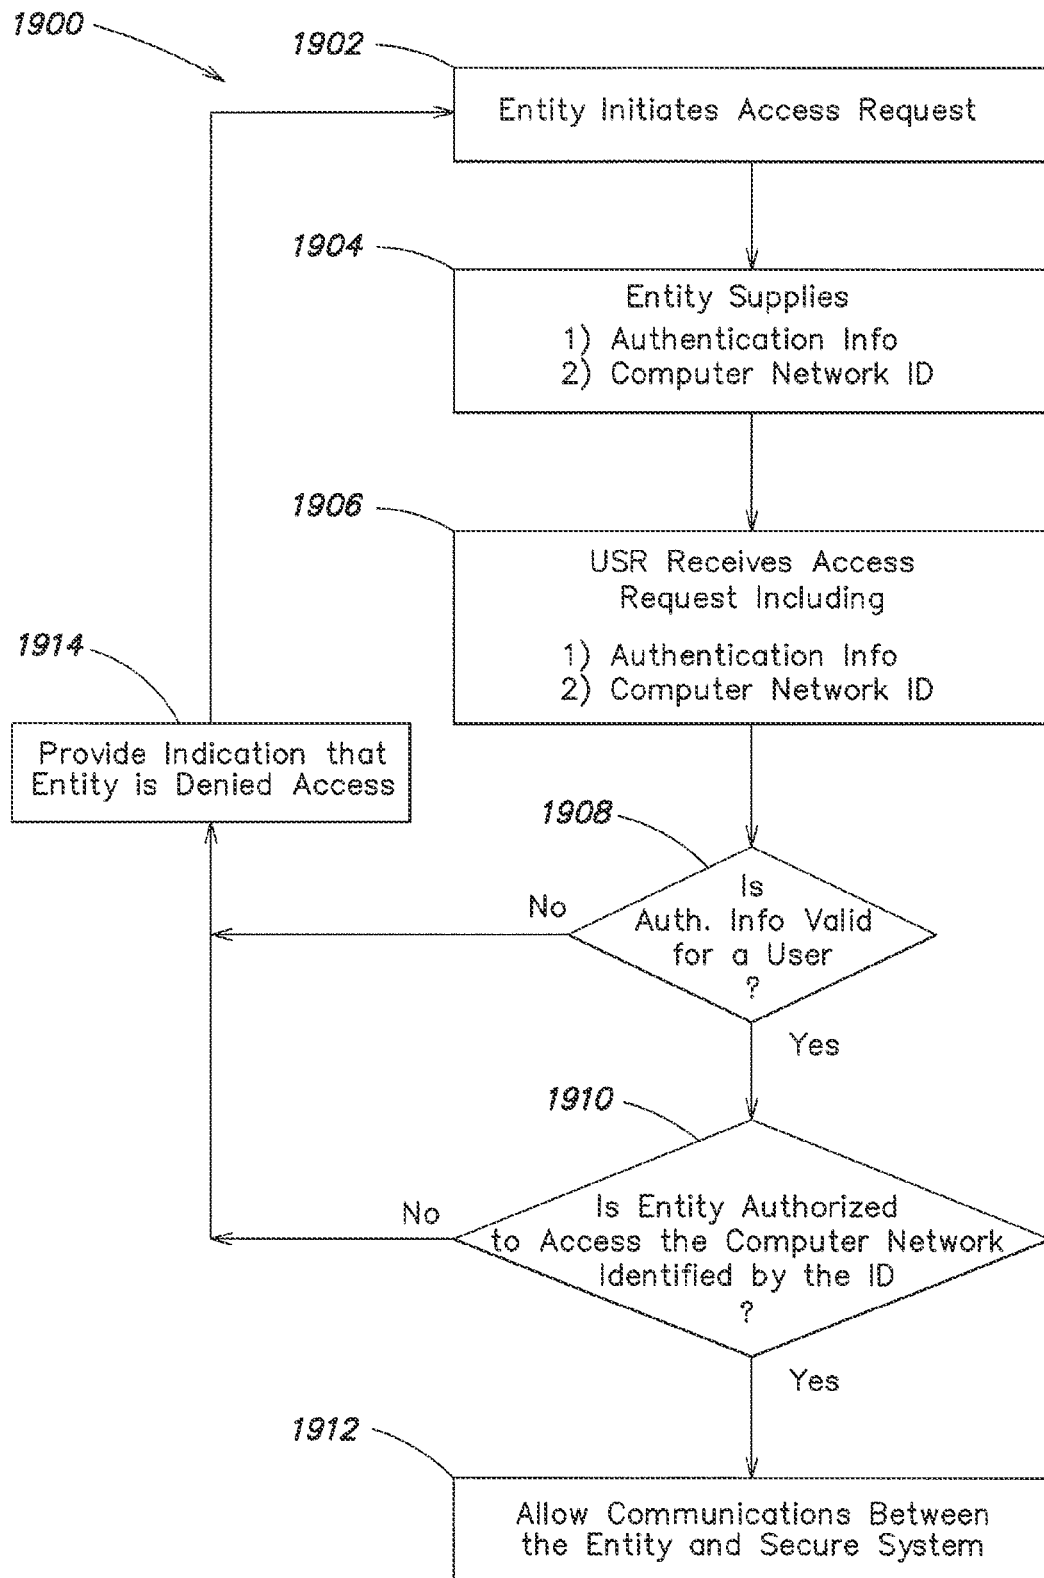 1900
1902
Entity Initiates Access Request
1904
Entity Supplies
1) Authentication Info
2) Computer Network ID
1906
USR Receives Access
Request Including
1) Authentication Info
2) Computer Network ID
1914
Provide Indication that
Entity is Denied Access
1908
Is
Auth. Info Valid
for a User
?
No
Yes
1910
Is Entity Authorized
to Access the Computer Network
Identified by the ID
?
No
Yes
1912
Allow Communications Between
the Entity and Secure System